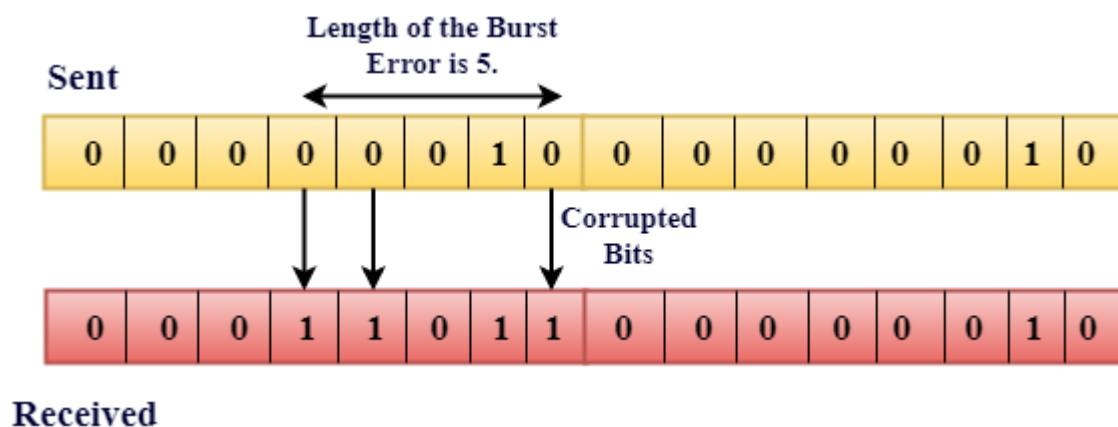 Length of the Burst
Error is 5.
Sent
0 0 0 0 0 0 1 0 0 0 0 0 0 0 1 0
Corrupted
Bits
0 0 0 1 1 0 1 1 0 0 0 0 0 0 1 0
Received